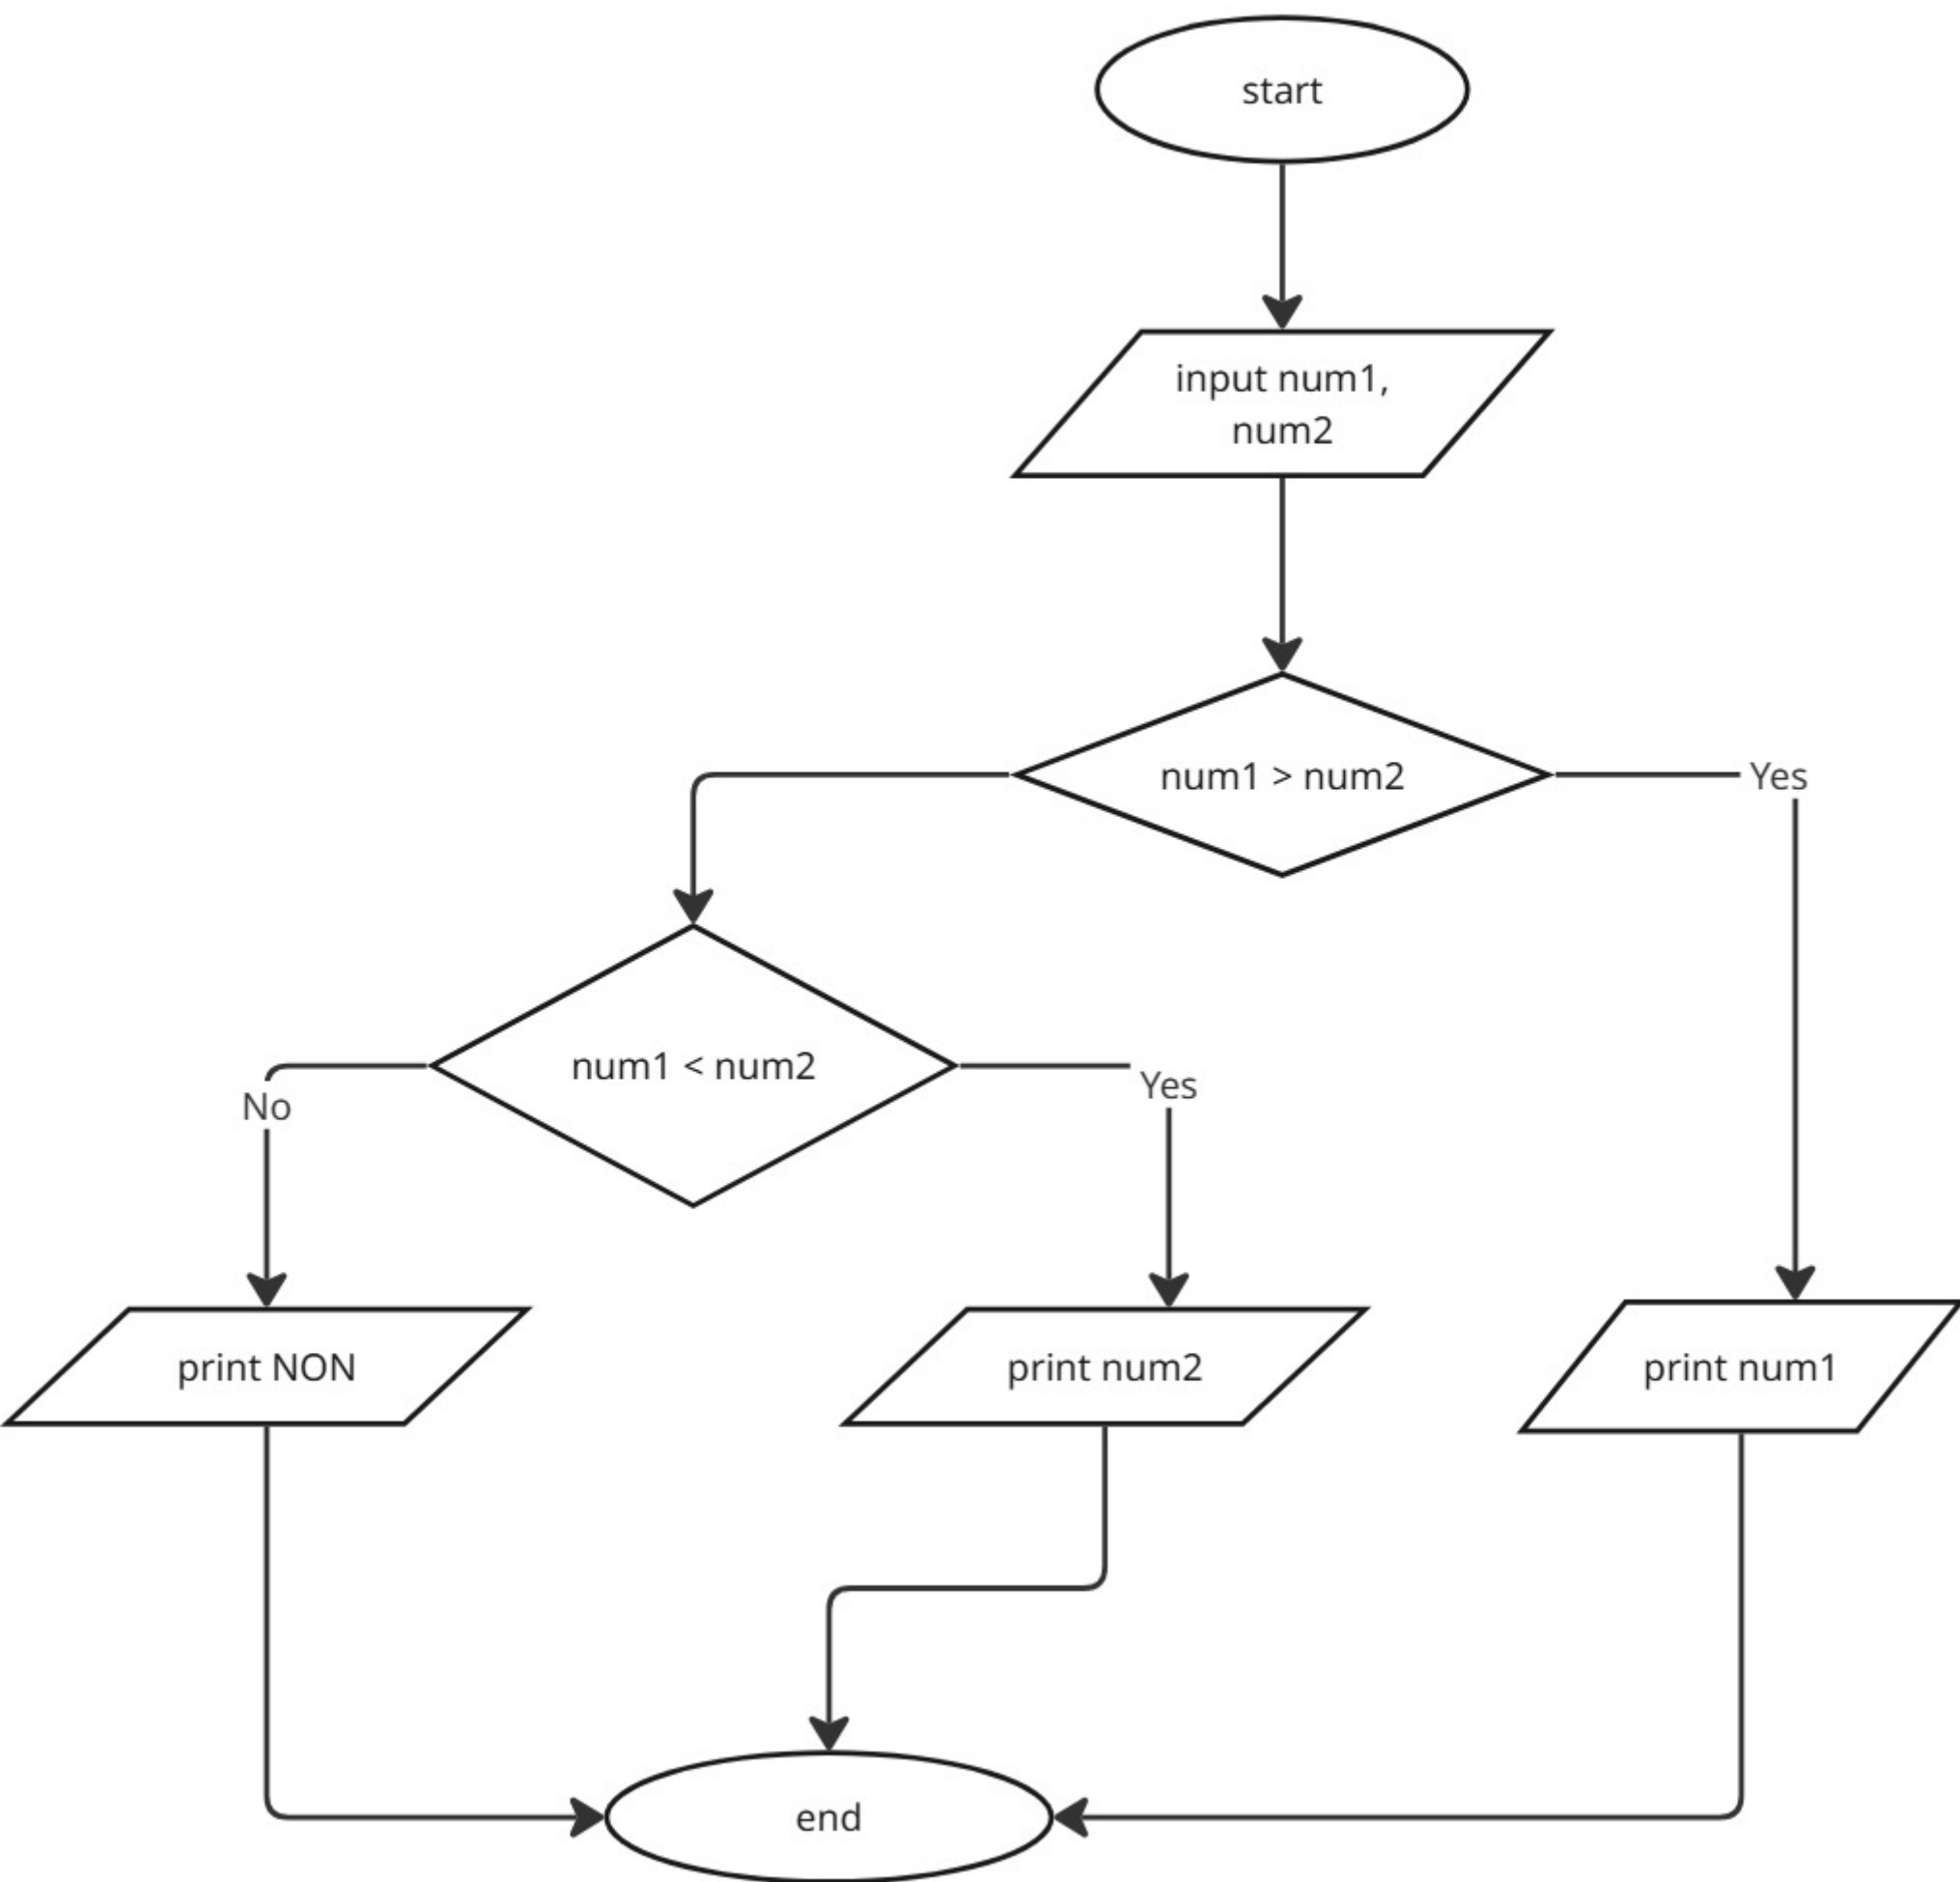 start
input num1,
num2
num1 > num2
Yes
num1 < num2
No
Yes
print NON
print num2
print num1
end